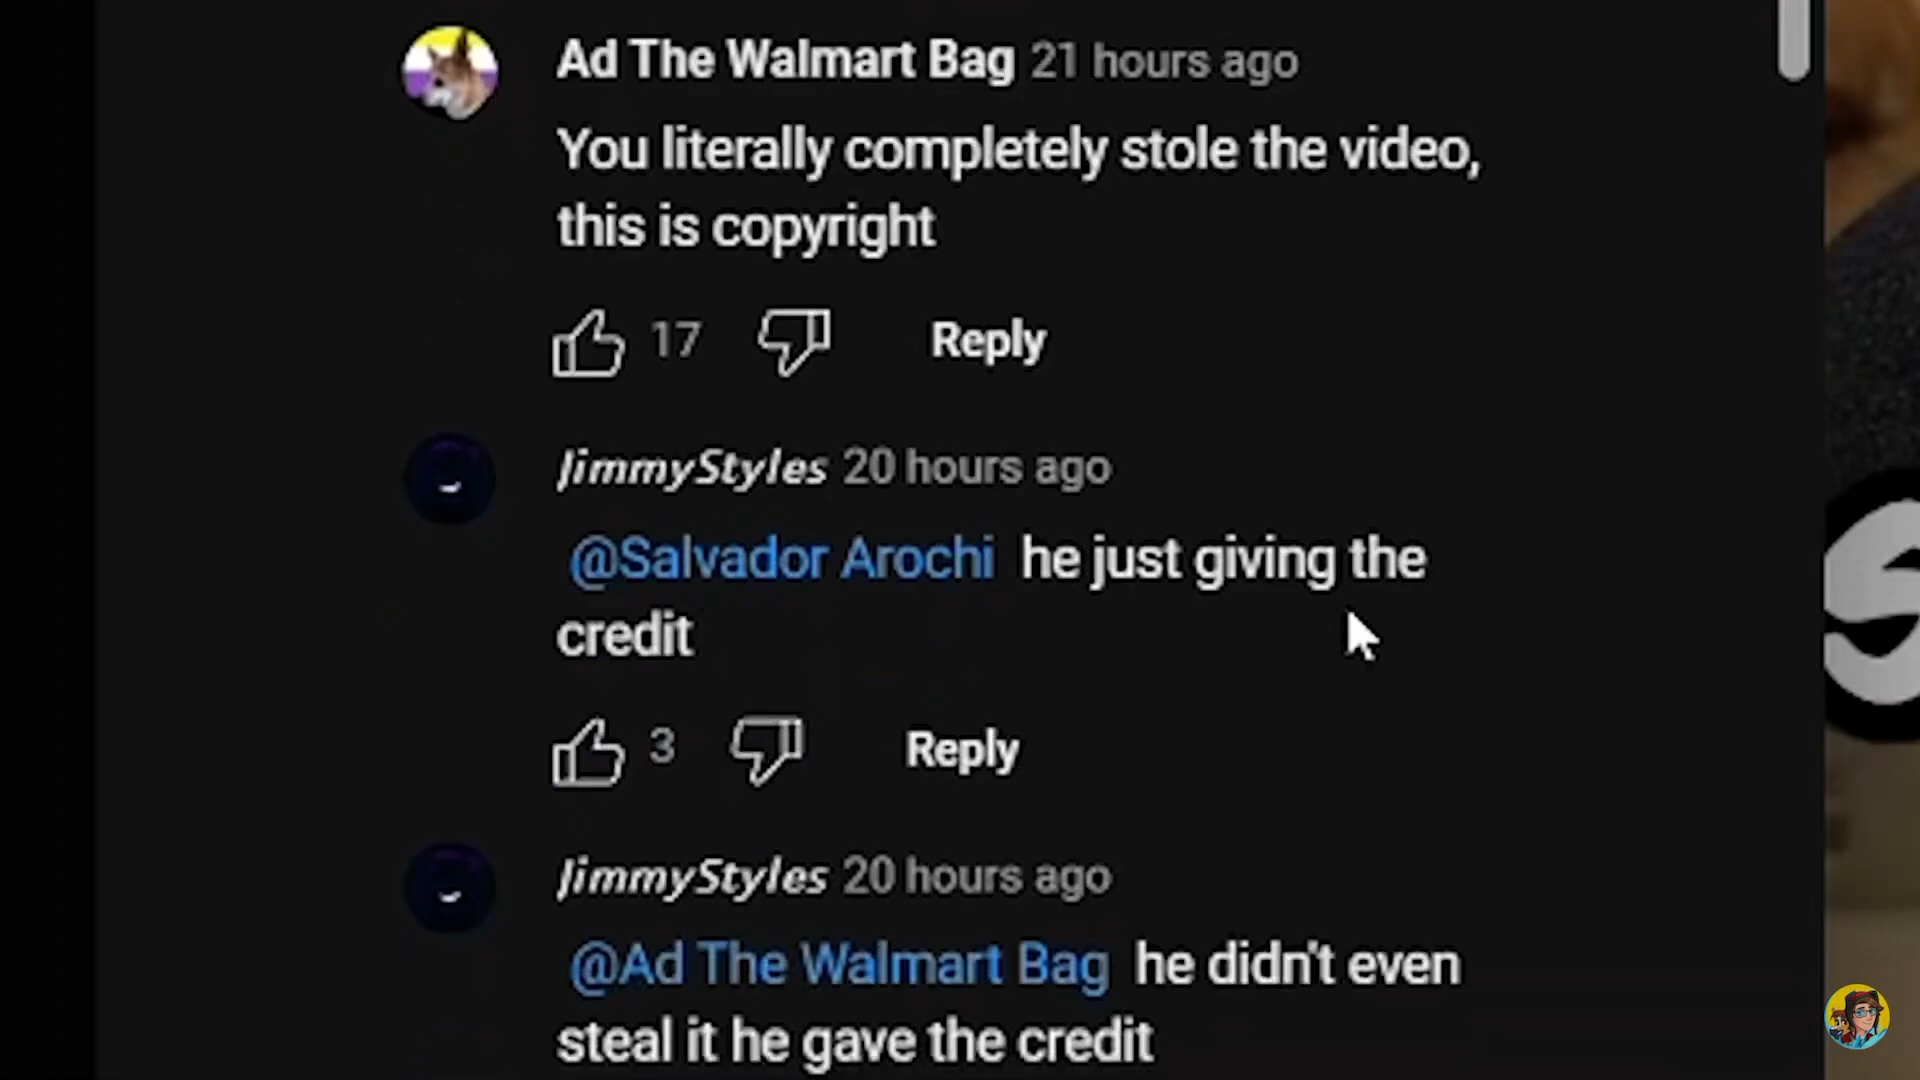 Ad The Walmart Bag 21 hours ago
You literally completely stole the video,
this is copyright
17 Reply
JimmyStyles 20 hours ago
@Salvador Arochi he just giving the
credit
3 Reply
JimmyStyles 20 hours ago
@Ad The Walmart Bag he didn't even
steal it he gave the credit